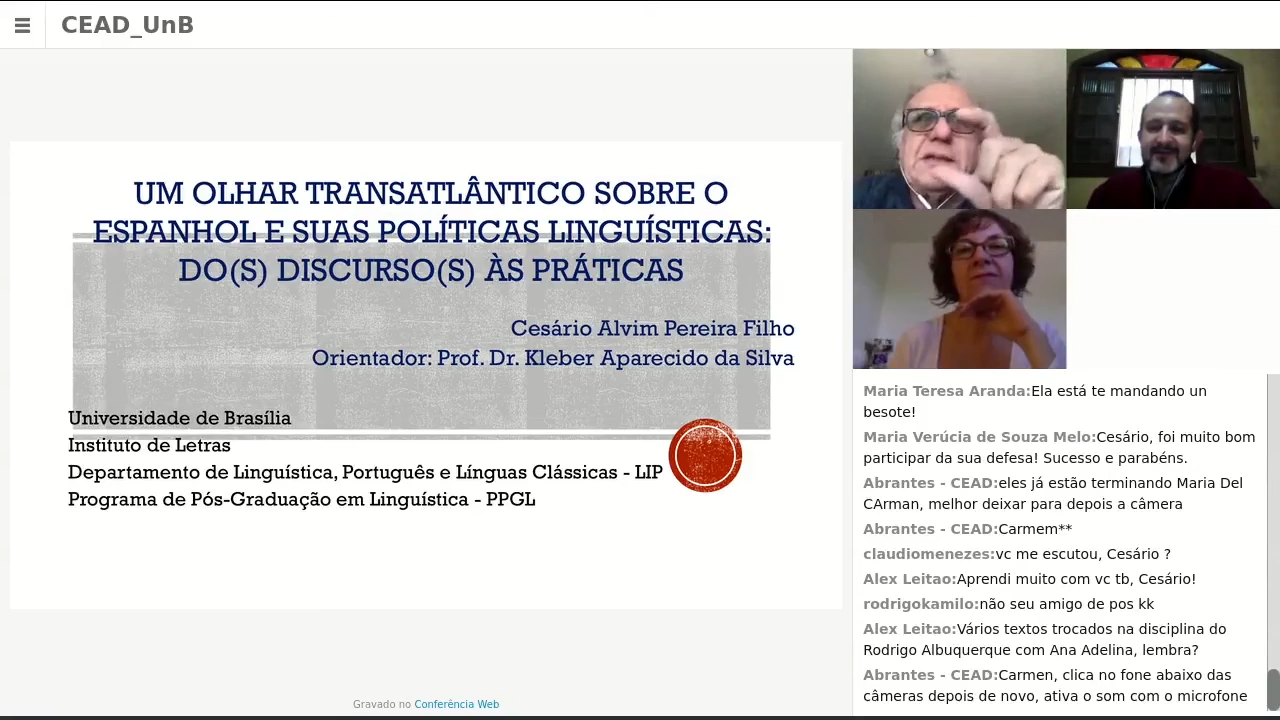 CEAD_UnB
UM OLHAR TRANSATLÂNTICO SOBRE O
ESPANHOL E SUAS POLÍTICAS LINGUÍSTICAS:
DO(S) DISCURSO(S) ÀS PRÁTICAS
Cesário Alvim Pereira Filho
Orientador: Prof. Dr. Kleber Aparecido da Silva
Universidade de Brasília
Instituto de Letras
Departamento de Linguística, Português e Línguas Clássicas - LIP
Programa de Pós-Graduação em Linguística - PPGL
Gravado no Conferência Web
Maria Teresa Aranda:Ela está te mandando un
besote!
Maria Verúcia de Souza Melo:Cesário, foi muito bom
participar da sua defesa! Sucesso e parabéns.
Abrantes - CEAD:eles já estão terminando Maria Del
CArman, melhor deixar para depois a câmera
Abrantes - CEAD:Carmem**
claudiomenezes:vc me escutou, Cesário ?
Alex Leitao:Aprendi muito com vc tb, Cesário!
rodrigokamilo:não seu amigo de pos kk
Alex Leitao:Vários textos trocados na disciplina do
Rodrigo Albuquerque com Ana Adelina, lembra?
Abrantes - CEAD:Carmen, clica no fone abaixo das
câmeras depois de novo, ativa o som com o microfone